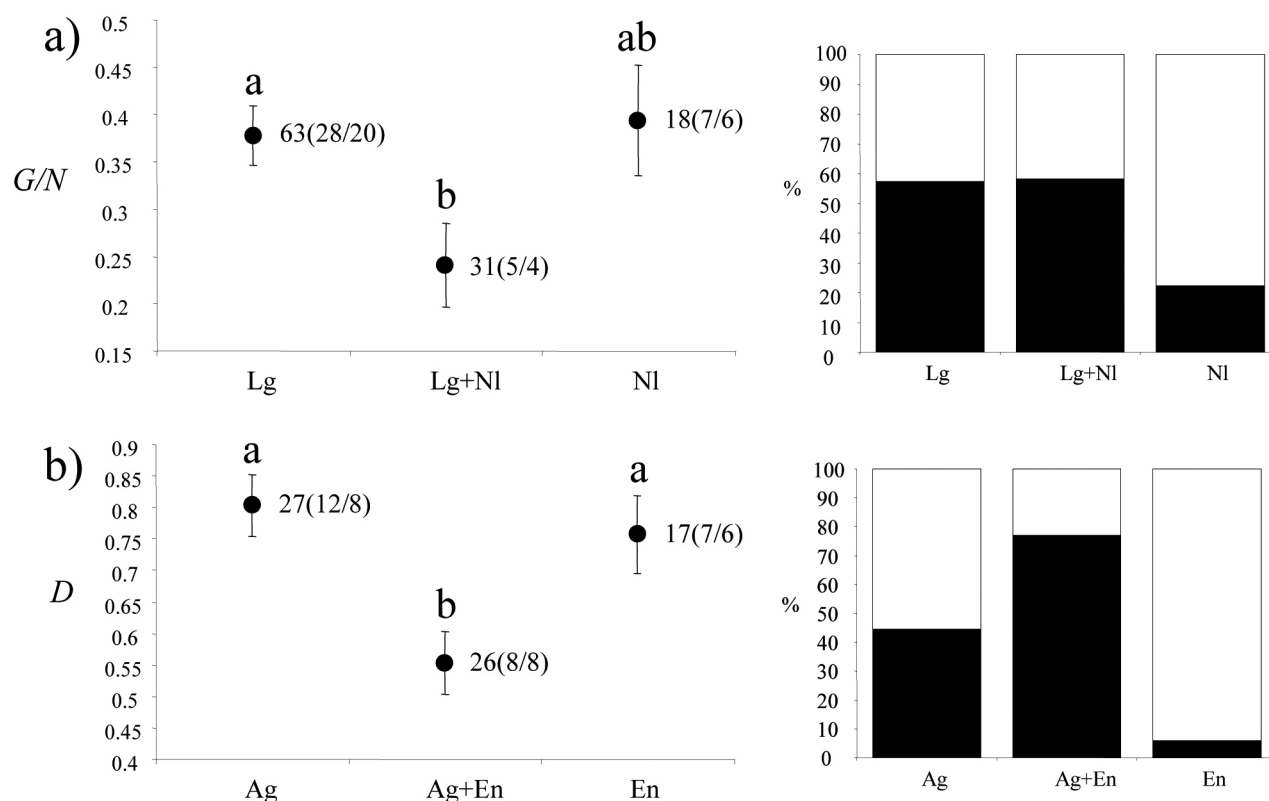 a)
G/N
0.5
0.45
0.4
0.35
0.3
0.25
0.2
0.15
a
63(28/20)
b
31(5/4)
ab
18(7/6)
Lg
Lg+Nl
Nl
%
100
90
80
70
60
50
40
30
20
10
0
Lg
Lg+Nl
Nl
b)
D
0.9
0.85
0.8
0.75
0.7
0.65
0.6
0.55
0.5
0.45
0.4
a
27(12/8)
b
26(8/8)
a
17(7/6)
Ag
Ag+En
En
%
100
90
80
70
60
50
40
30
20
10
0
Ag
Ag+En
En